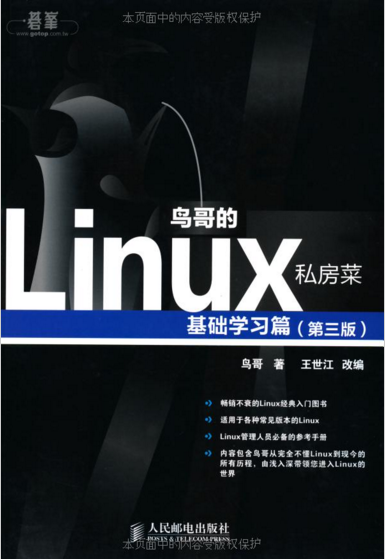 本页面中的内容受版权保护
碁峯
www.gotop.com.tw
鸟哥的
Linux
私房菜
基础学习篇（第三版）
鸟哥 著 王世江 改编
畅销不衰的Linux经典入门图书
适用于各种常见版本的Linux
Linux管理人员必备的参考手册
内容包含鸟哥从完全不懂Linux到现今的
所有历程，由浅入深带领您进入Linux的
世界
人民邮电出版社
POSTS & TELECOM PRESS
本页面中的内容受版权保护